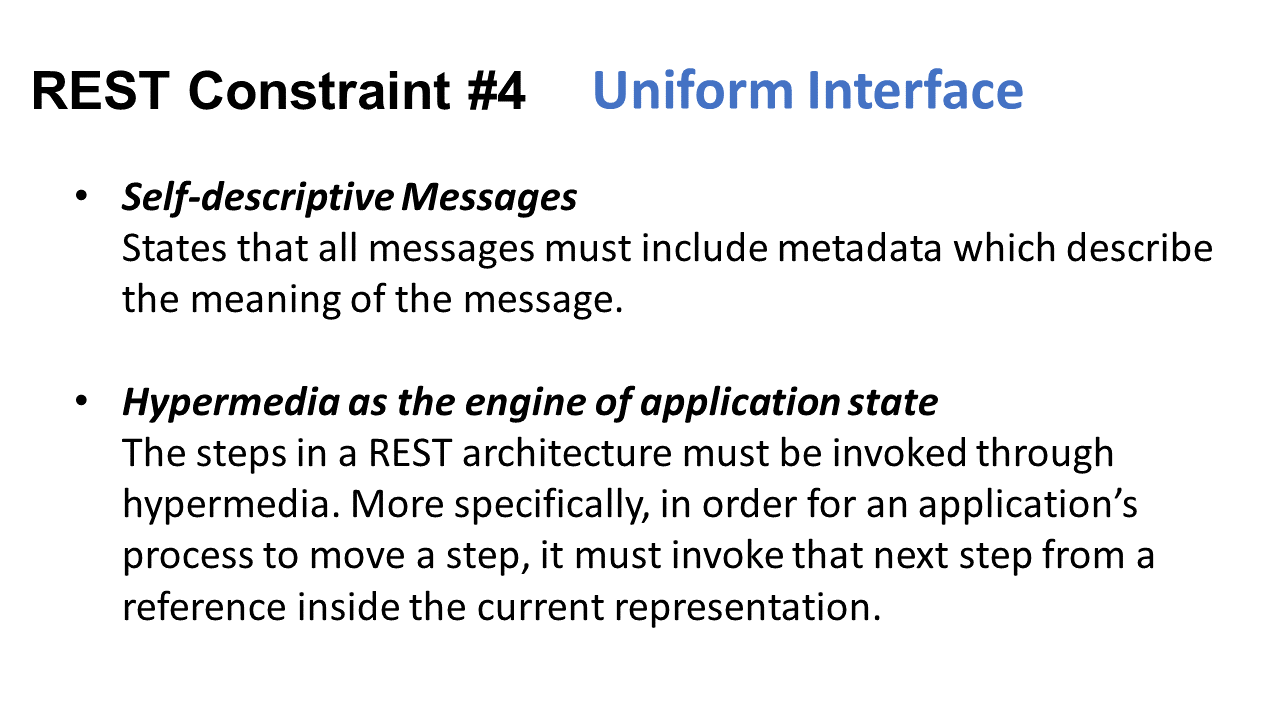 REST Constraint #4 Uniform Interface
• Self-descriptive Messages
States that all messages must include metadata which describe
the meaning of the message.
• Hypermedia as the engine of application state
The steps in a REST architecture must be invoked through
hypermedia. More specifically, in order for an application’s
process to move a step, it must invoke that next step from a
reference inside the current representation.